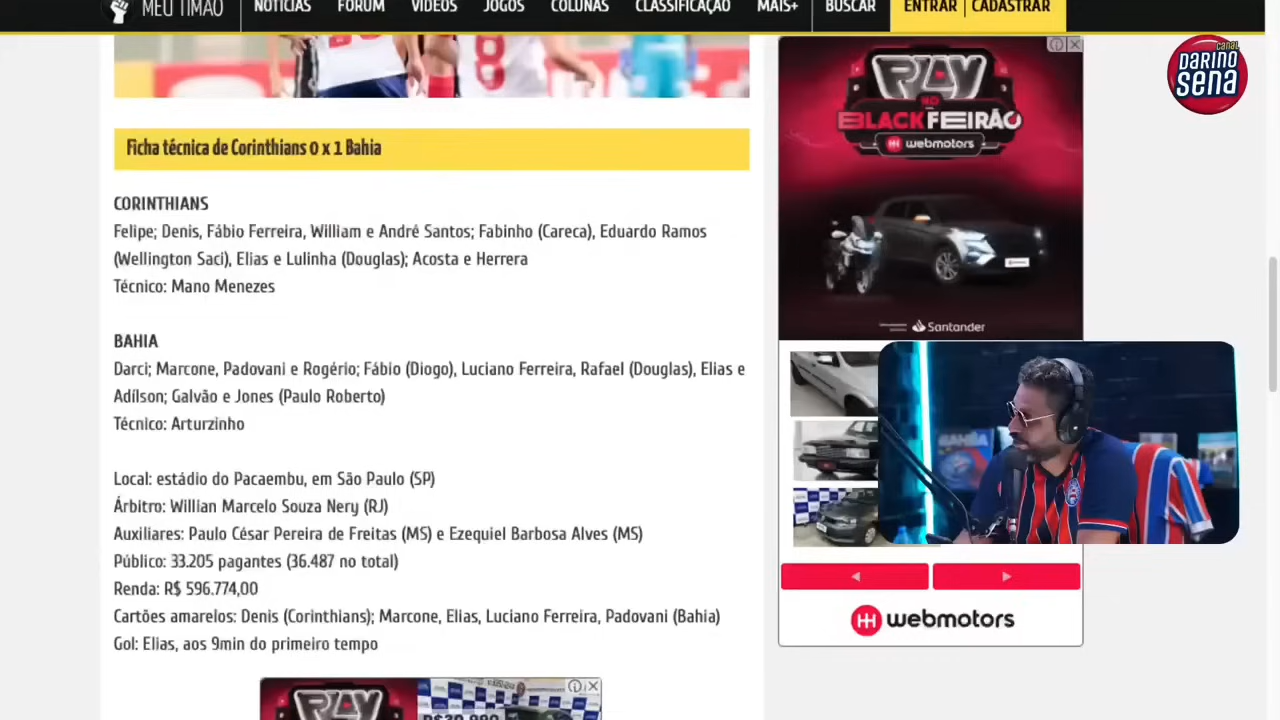 MEU TIMÃO NOTÍCIAS FÓRUM VÍDEOS JOGOS COLUNAS CLASSIFICAÇÃO MAIS+ BUSCAR ENTRAR CADASTRAR
canal
DARINO
SENA
8
PLAY
NO
BLACKFEIRÃO
webmotors
Ficha técnica de Corinthians 0 x 1 Bahia
CORINTHIANS
Felipe; Denis, Fábio Ferreira, William e André Santos; Fabinho (Careca), Eduardo Ramos
(Wellington Saci), Elias e Lulinha (Douglas); Acosta e Herrera
Técnico: Mano Menezes
Santander
BAHIA
Darci; Marcone, Padovani e Rogério; Fábio (Diogo), Luciano Ferreira, Rafael (Douglas), Elias e
Adílson; Galvão e Jones (Paulo Roberto)
Técnico: Arturzinho
BAHIA
Local: estádio do Pacaembu, em São Paulo (SP)
Árbitro: Willian Marcelo Souza Nery (RJ)
Auxiliares: Paulo César Pereira de Freitas (MS) e Ezequiel Barbosa Alves (MS)
Público: 33.205 pagantes (36.487 no total)
Renda: R$ 596.774,00
Cartões amarelos: Denis (Corinthians); Marcone, Elias, Luciano Ferreira, Padovani (Bahia)
Gol: Elias, aos 9min do primeiro tempo
webmotors
PLAY